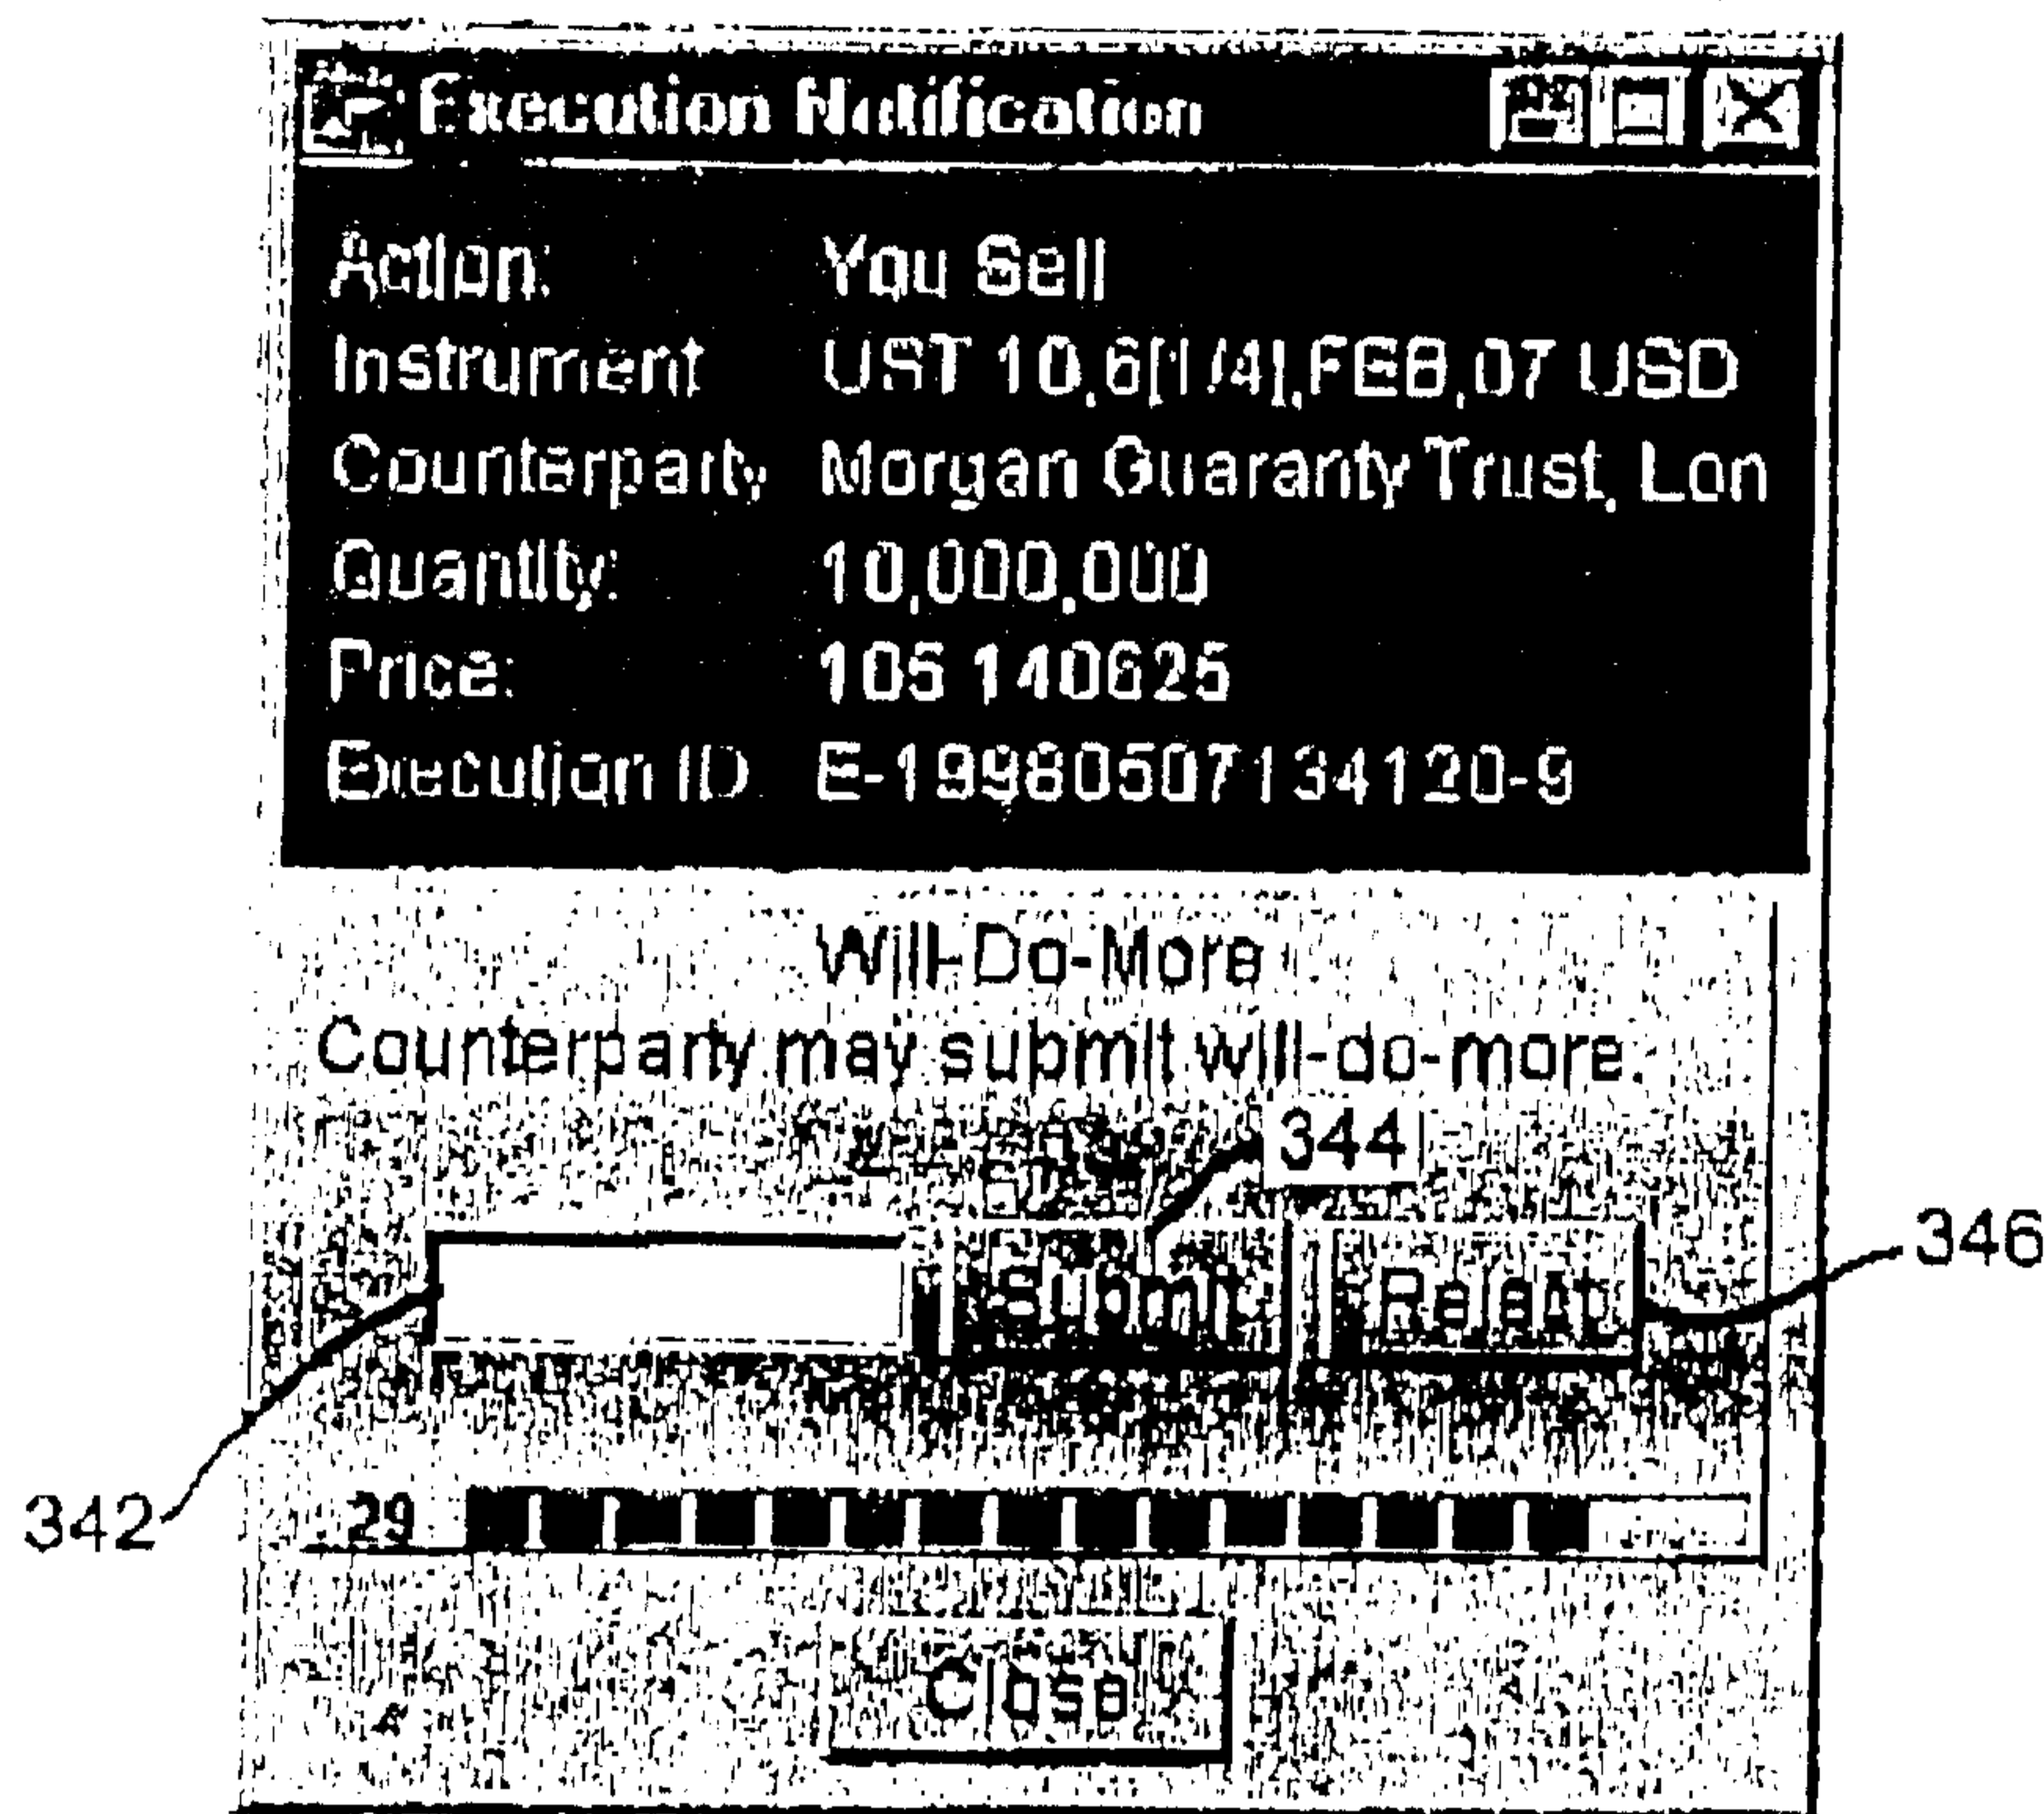 Execution Notification
Action: You Sell
Instrument UST 10,6[1/4],FEB,07 USD
Counterparty Morgan Guaranty Trust, Lon
Quantity: 10,000,000
Price: 105 140625
Execution ID E-19980507134120-9
Will-Do-More
Counterparty may submit will-do-more.
344
Submit Reject 346
342 29
Close